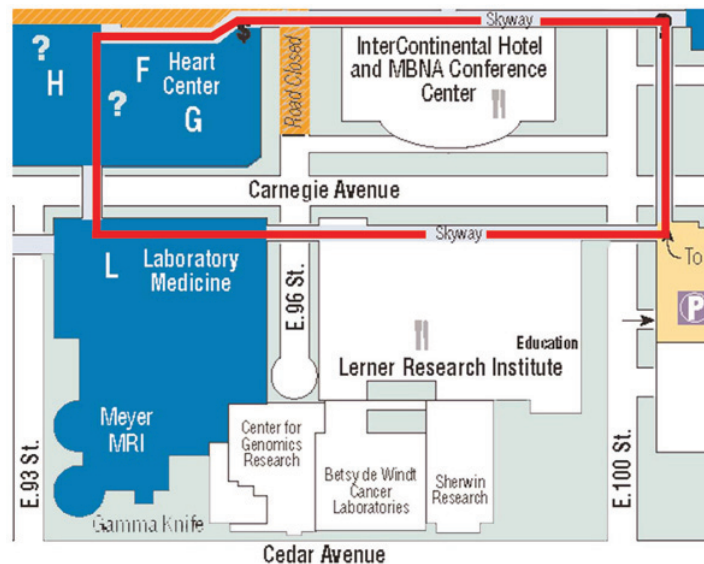 Skyway
?
H
F
Heart
Center
?
G
$
Road Closed
InterContinental Hotel
and MBNA Conference
Center
Carnegie Avenue
Skyway
L
Laboratory
Medicine
To
P
E.96 St.
Education
Lerner Research Institute
Meyer
MRI
Center for
Genomics
Research
Betsy de Windt
Cancer
Laboratories
Sherwin
Research
E.93 St.
E.100 St.
Gamma Knife
Cedar Avenue